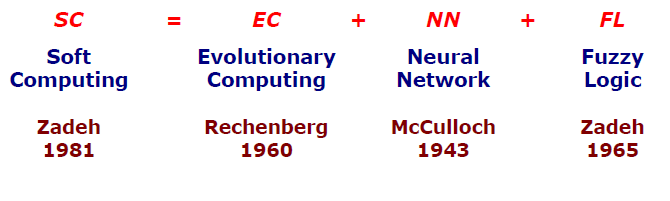 SC = EC + NN + FL
Soft Evolutionary Neural Fuzzy
Computing Computing Network Logic
Zadeh Rechenberg McCulloch Zadeh
1981 1960 1943 1965